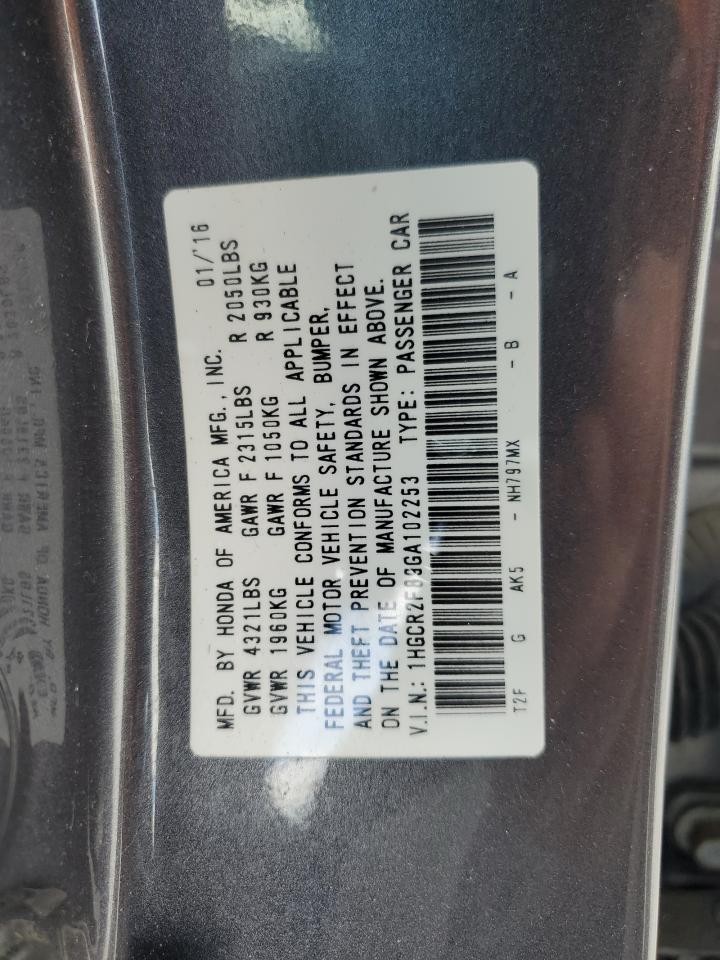 MFD. BY HONDA OF AMERICA MFG., INC. 01/'16
GVWR 4321LBS GAWR F 2315LBS R 2050LBS
GVWR 1960KG GAWR F 1050KG R 930KG
THIS VEHICLE CONFORMS TO ALL APPLICABLE
FEDERAL MOTOR VEHICLE SAFETY, BUMPER,
AND THEFT PREVENTION STANDARDS IN EFFECT
ON THE DATE OF MANUFACTURE SHOWN ABOVE.
V.I.N.: TYPE: PASSENGER CAR
T2F G AK5 - NH797MX - B - A